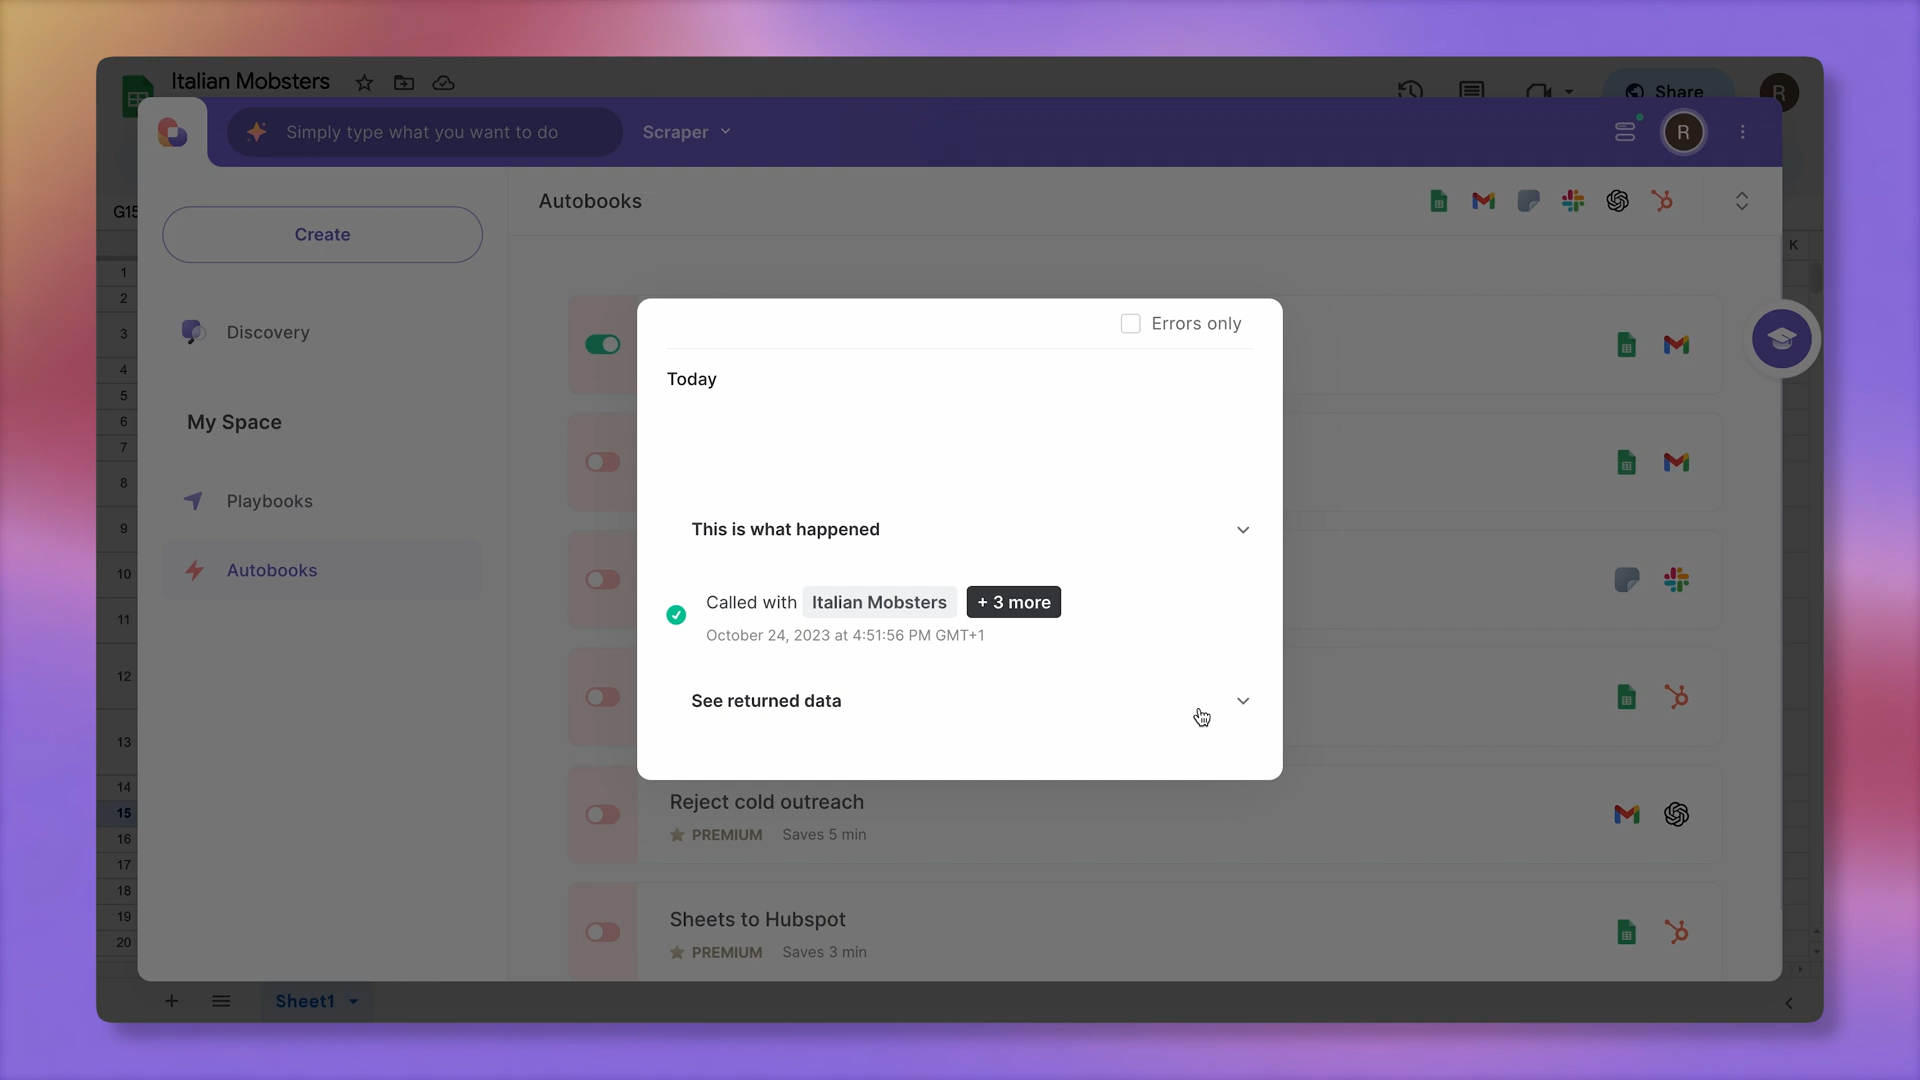 Italian Mobsters
Share
R
Simply type what you want to do
Scraper
R
G15
Create
Autobooks
K
1
2
3
4
5
6
7
8
9
10
11
12
13
14
15
16
17
18
19
20
Discovery
My Space
Playbooks
Autobooks
Errors only
Today
This is what happened
Called with Italian Mobsters + 3 more
October 24, 2023 at 4:51:56 PM GMT+1
See returned data
Reject cold outreach
PREMIUM Saves 5 min
Sheets to Hubspot
PREMIUM Saves 3 min
Sheet1